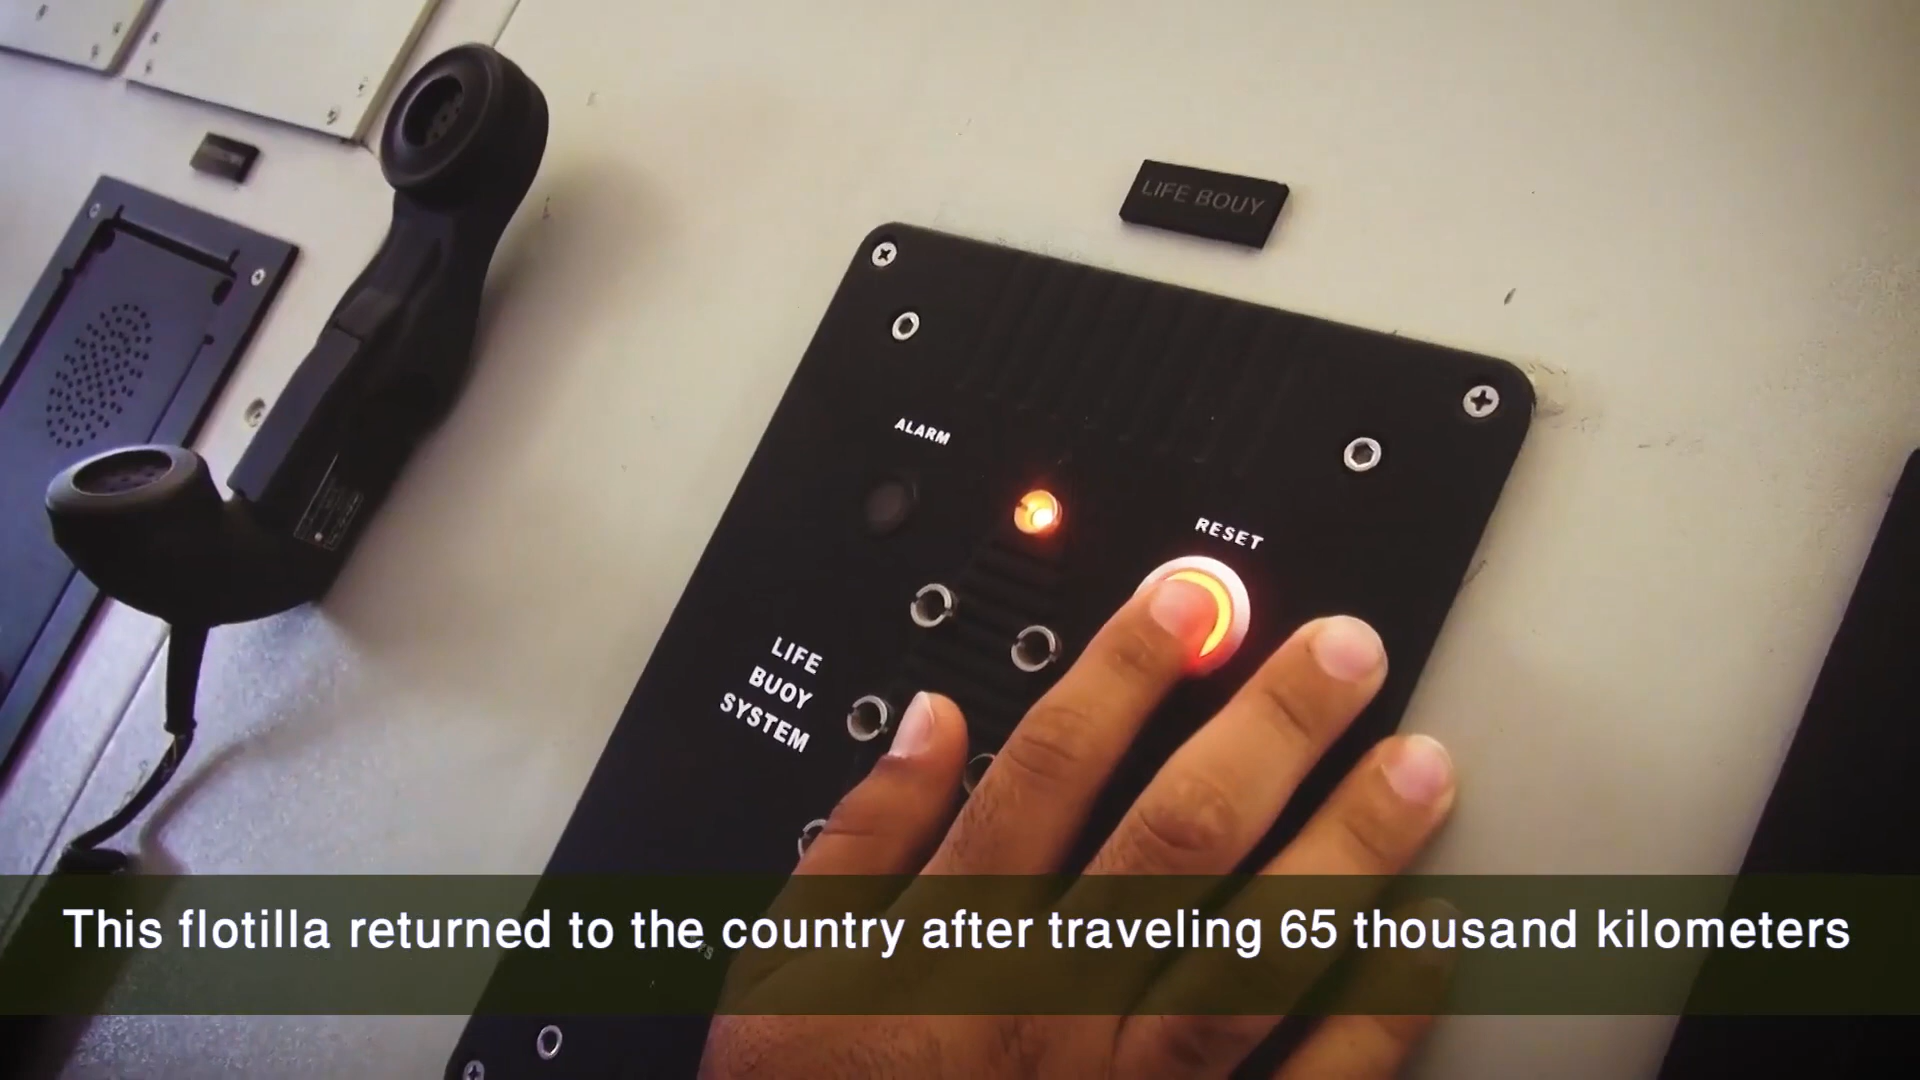 LIFE BOUY
ALARM
RESET
LIFE
BUOY
SYSTEM
This flotilla returned to the country after traveling 65 thousand kilometers